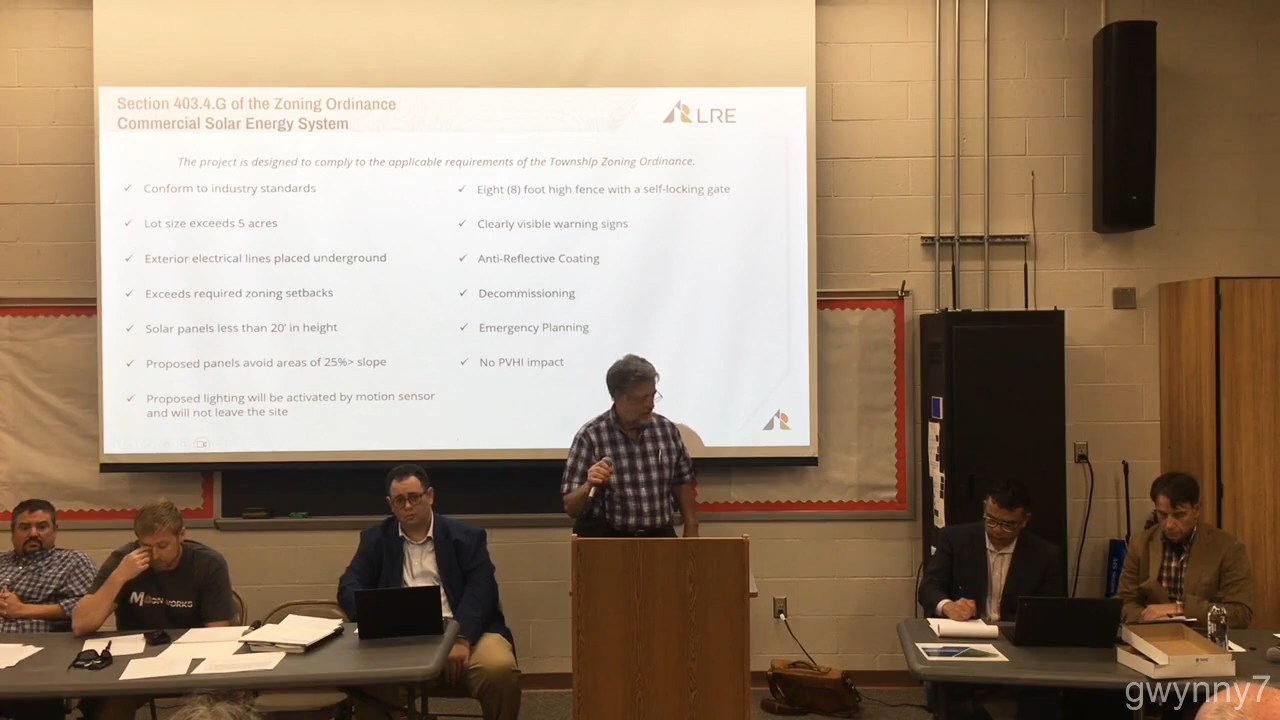 Section 403.4.G of the Zoning Ordinance
Commercial Solar Energy System
LRE
The project is designed to comply to the applicable requirements of the Township Zoning Ordinance.
✓ Conform to industry standards
✓ Lot size exceeds 5 acres
✓ Exterior electrical lines placed underground
✓ Exceeds required zoning setbacks
✓ Solar panels less than 20' in height
✓ Proposed panels avoid areas of 25%> slope
✓ Proposed lighting will be activated by motion sensor
and will not leave the site
✓ Eight (8) foot high fence with a self-locking gate
✓ Clearly visible warning signs
✓ Anti-Reflective Coating
✓ Decommissioning
✓ Emergency Planning
✓ No PVHI impact
gwynny7